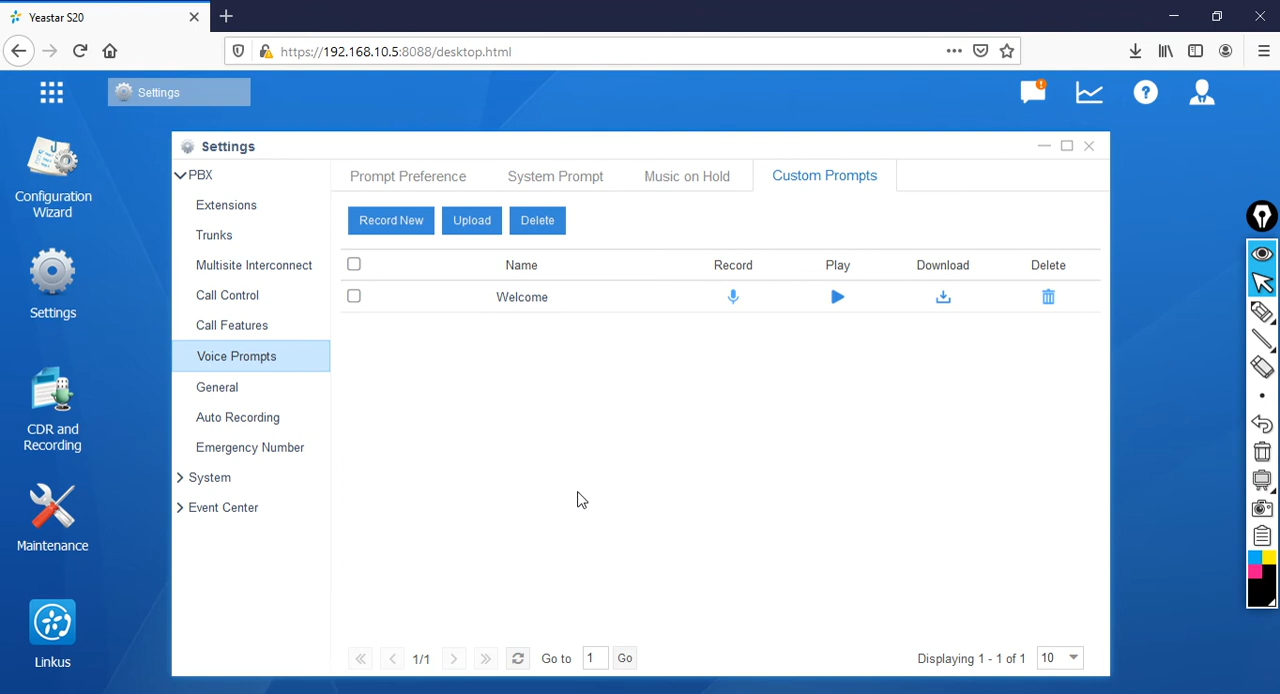 Yeastar S20
https://192.168.10.5:8088/desktop.html
Settings
Settings
Configuration
Wizard
Settings
CDR and
Recording
Maintenance
Linkus
PBX
Extensions
Trunks
Multisite Interconnect
Call Control
Call Features
Voice Prompts
General
Auto Recording
Emergency Number
System
Event Center
Prompt Preference System Prompt Music on Hold Custom Prompts
Record New Upload Delete
Name Record Play Download Delete
Welcome
1/1 Go to 1 Go Displaying 1 - 1 of 1 10